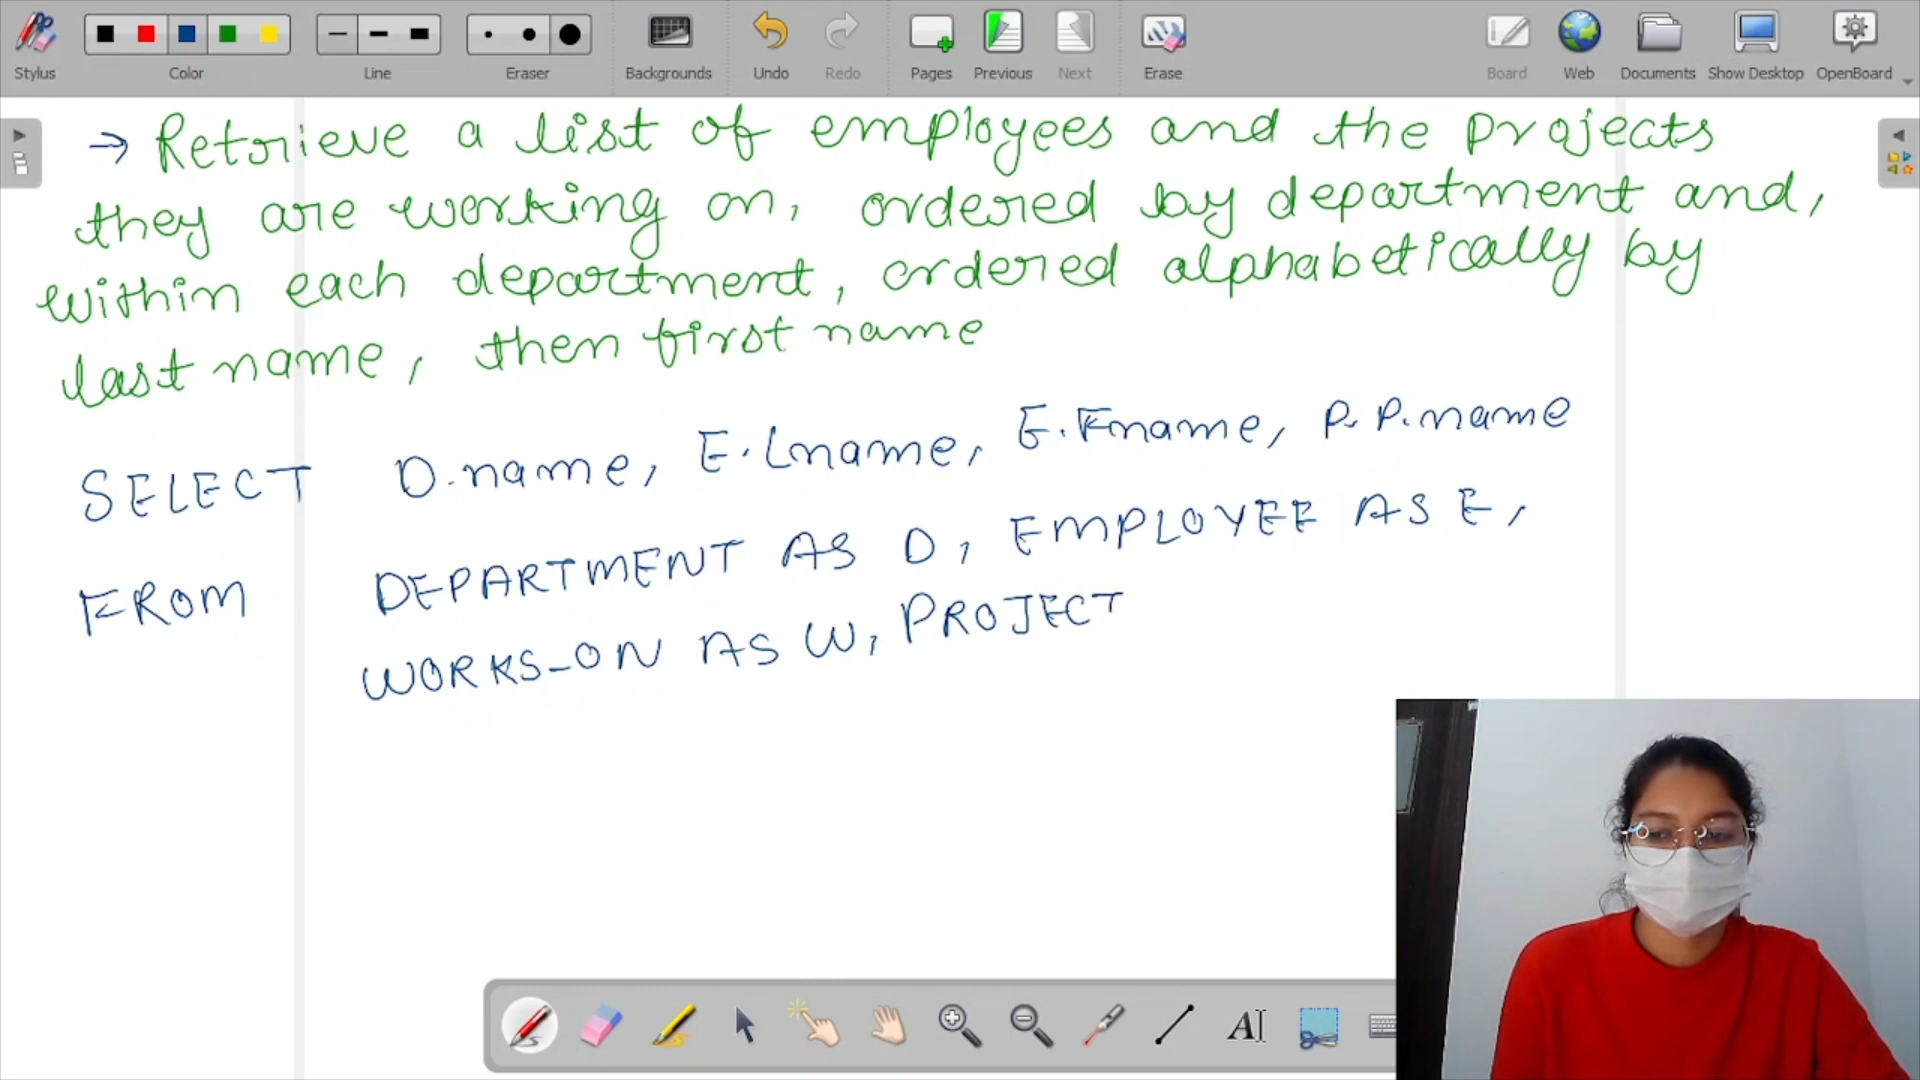 Stylus
Color
Line
Eraser
Backgrounds
Undo
Redo
Pages
Previous
Next
Erase
Board
Web
Documents
Show Desktop
OpenBoard
→ Retrieve a list of employees and the projects
they are working on, ordered by department and,
within each department, ordered alphabetically by
last name, then first name
SELECT D.name, E.Lname, E.Fname, P.P.name
FROM DEPARTMENT AS D, EMPLOYEE AS E,
WORKS-ON AS W, PROJECT